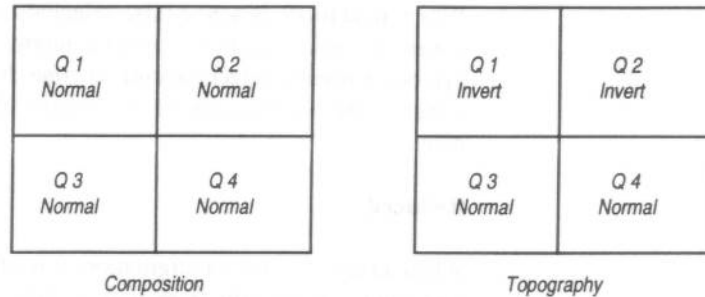 Q 1 Q 2 Q 1 Q 2
Normal Normal Invert Invert
Q 3 Q 4 Q 3 Q 4
Normal Normal Normal Normal
Composition Topography